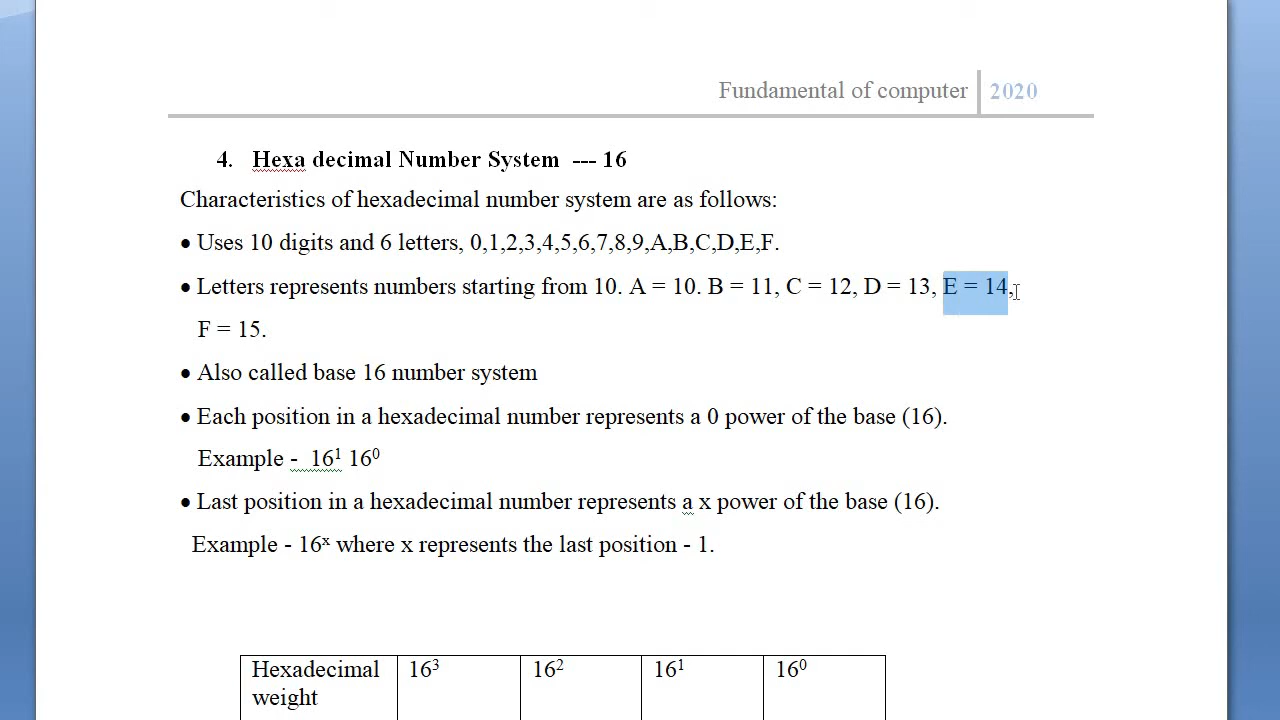 Fundamental of computer 2020
4. Hexa decimal Number System --- 16
Characteristics of hexadecimal number system are as follows:
• Uses 10 digits and 6 letters, 0,1,2,3,4,5,6,7,8,9,A,B,C,D,E,F.
• Letters represents numbers starting from 10. A = 10. B = 11, C = 12, D = 13, E = 14,
F = 15.
• Also called base 16 number system
• Each position in a hexadecimal number represents a 0 power of the base (16).
Example - 16¹ 16⁰
• Last position in a hexadecimal number represents a x power of the base (16).
Example - 16ˣ where x represents the last position - 1.
Hexadecimal 16³ 16² 16¹ 16⁰
weight